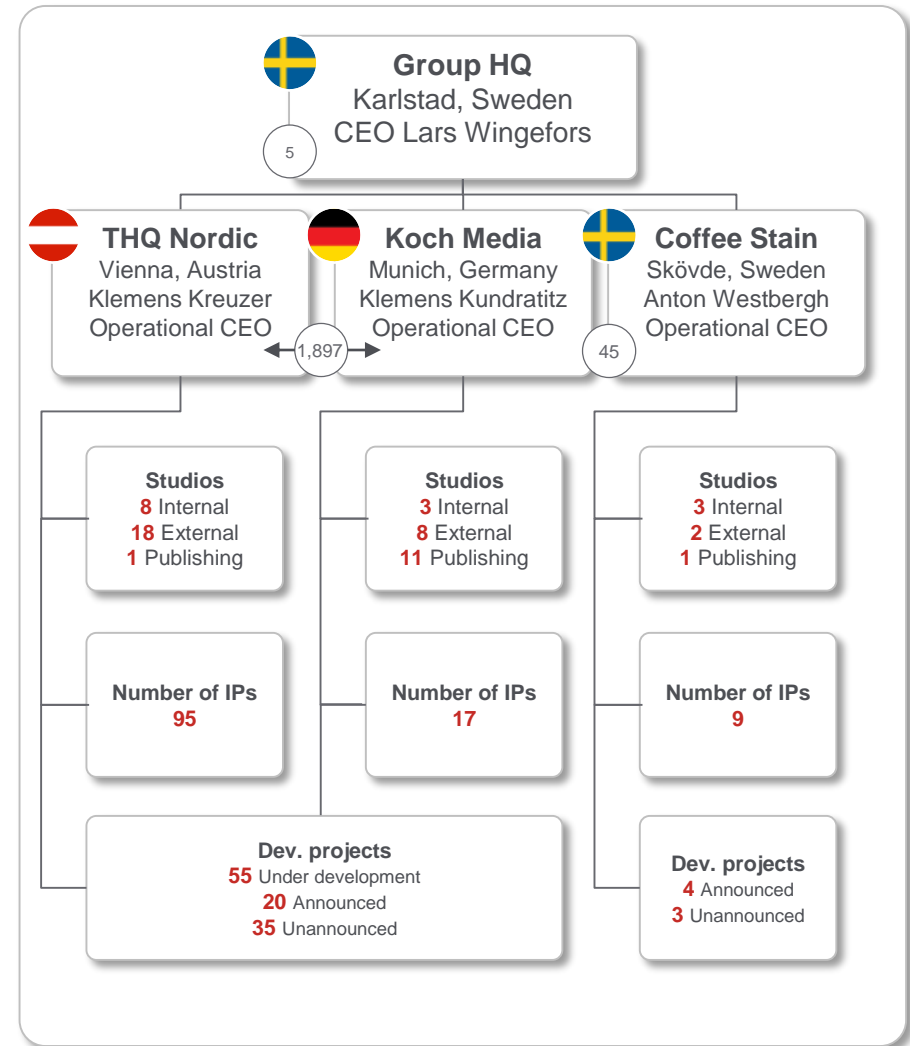 Group HQ
Karlstad, Sweden
CEO Lars Wingefors
5
THQ Nordic
Vienna, Austria
Klemens Kreuzer
Operational CEO
Koch Media
Munich, Germany
Klemens Kundratitz
Operational CEO
1,897
Coffee Stain
Skövde, Sweden
Anton Westbergh
Operational CEO
45
Studios
8 Internal
18 External
1 Publishing
Studios
3 Internal
8 External
11 Publishing
Studios
3 Internal
2 External
1 Publishing
Number of IPs
95
Number of IPs
17
Number of IPs
9
Dev. projects
55 Under development
20 Announced
35 Unannounced
Dev. projects
4 Announced
3 Unannounced